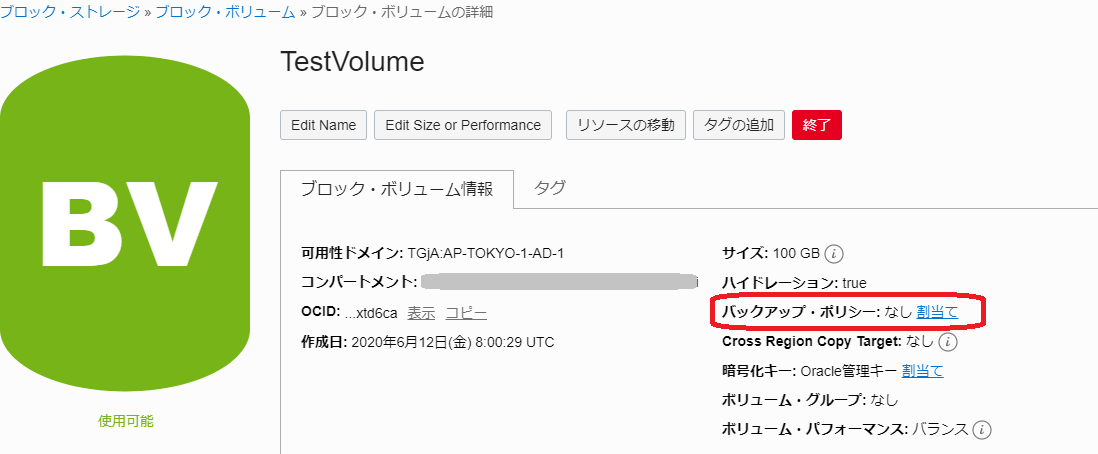 ブロック・ストレージ » ブロック・ボリューム » ブロック・ボリュームの詳細
BV
使用可能
TestVolume
Edit Name Edit Size or Performance リソースの移動 タグの追加 終了
ブロック・ボリューム情報 タグ
可用性ドメイン: TGjA:AP-TOKYO-1-AD-1
コンパートメント:
OCID: ...xtd6ca 表示 コピー
作成日: 2020年6月12日(金) 8:00:29 UTC
サイズ: 100 GB i
ハイドレーション: true
バックアップ・ポリシー: なし 割当て
Cross Region Copy Target: なし i
暗号化キー: Oracle管理キー 割当て
ボリューム・グループ: なし
ボリューム・パフォーマンス: バランス i